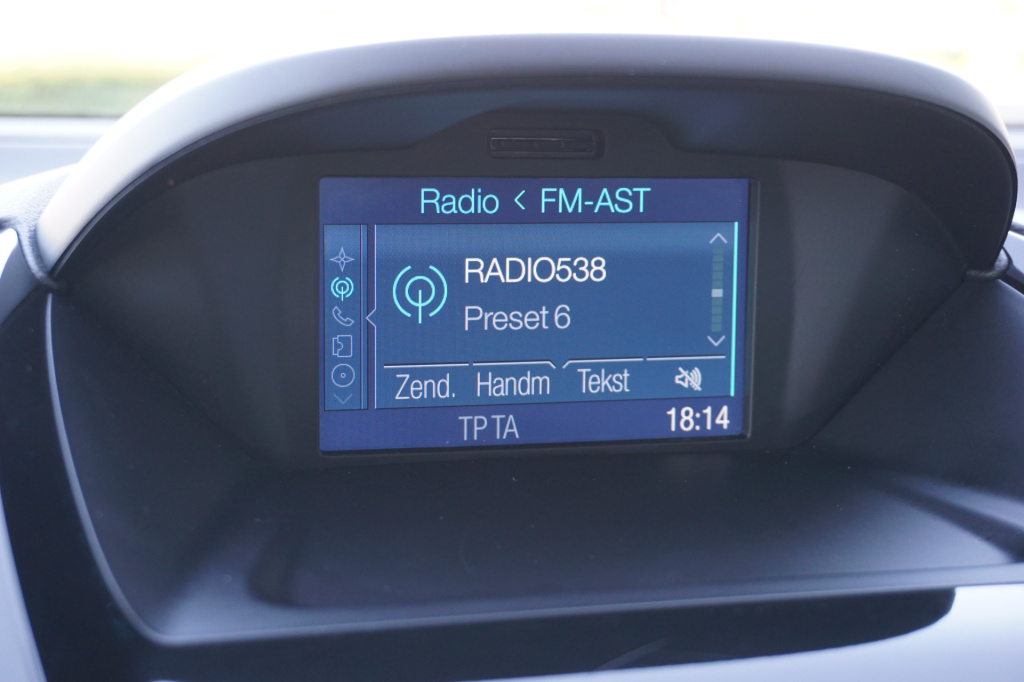 Radio < FM-AST
RADIO538
Preset 6
Zend. Handm Tekst
TP TA 18:14